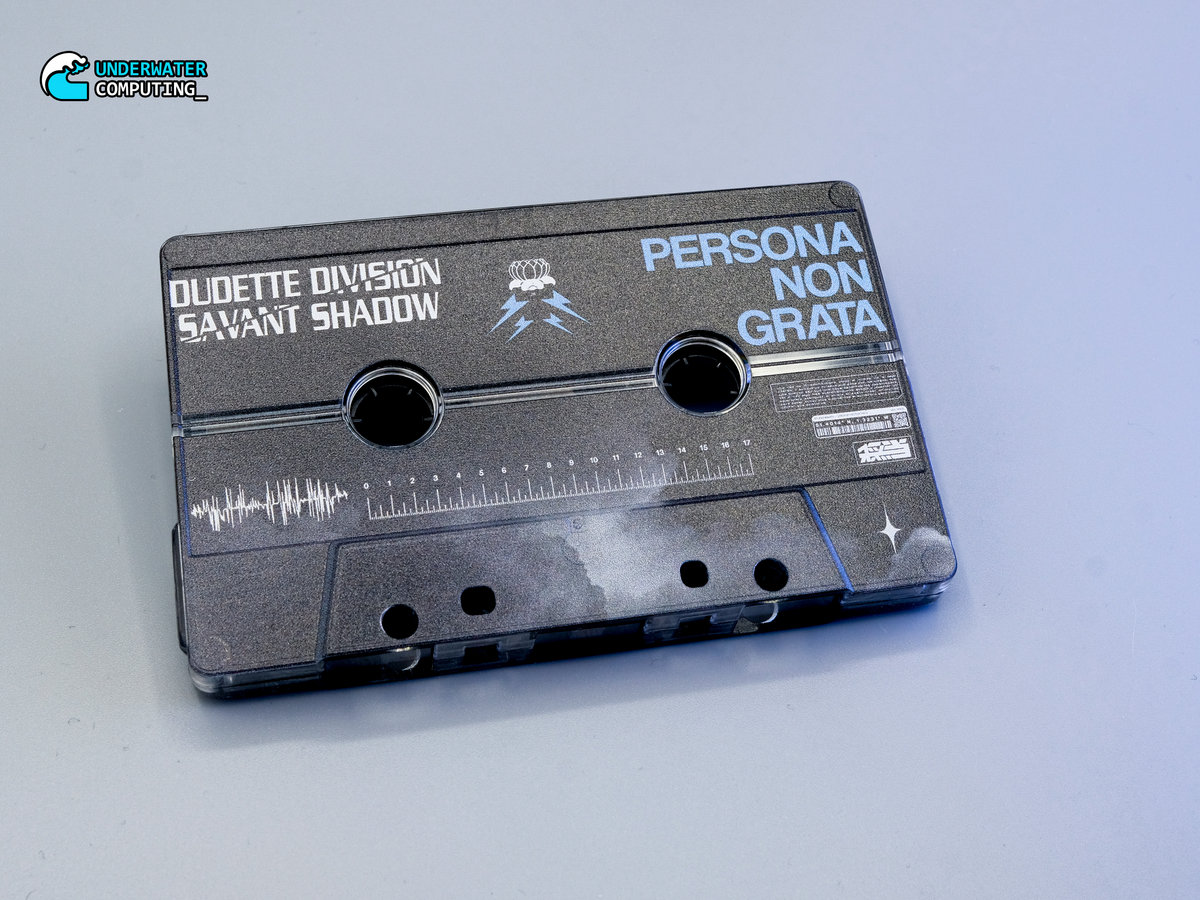 UNDERWATER
COMPUTING_
DUDETTE DIVISION
SAVANT SHADOW
PERSONA
NON
GRATA
0 1 2 3 4 5 6 7 8 9 10 11 12 13 14 15 16 17